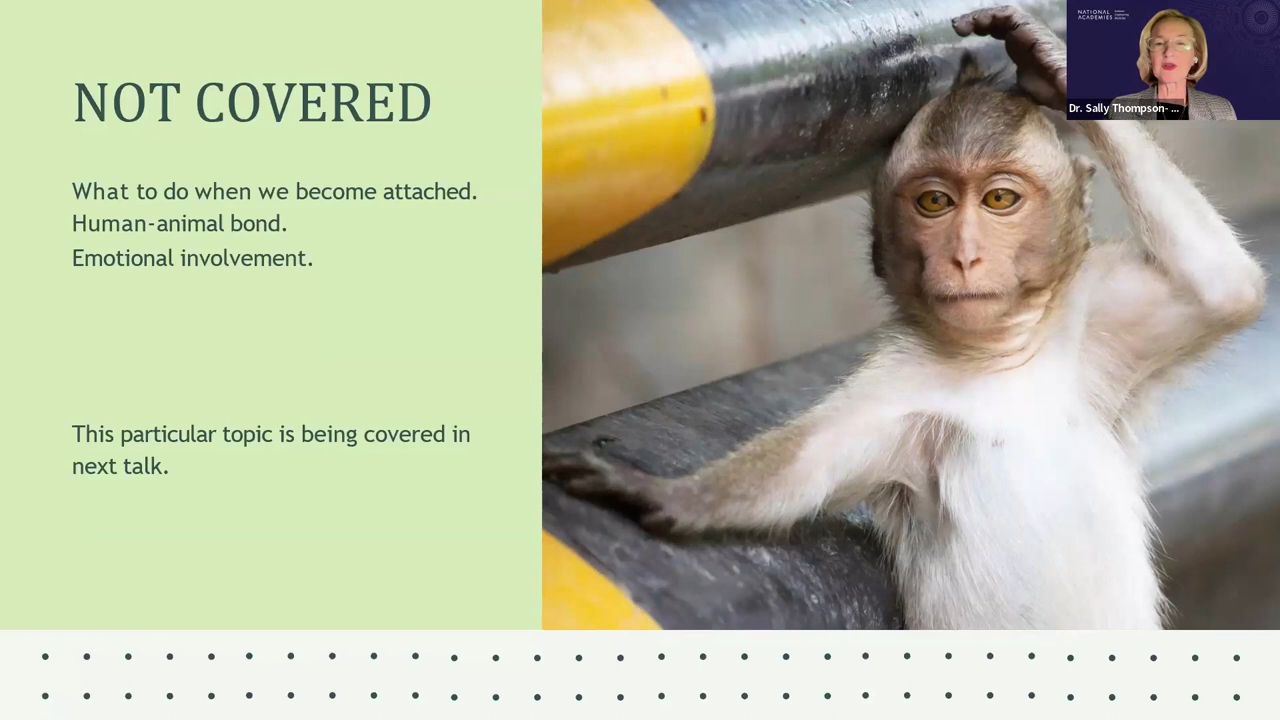 NOT COVERED
What to do when we become attached.
Human-animal bond.
Emotional involvement.
This particular topic is being covered in
next talk.
NATIONAL
ACADEMIES
Dr. Sally Thompson- ...